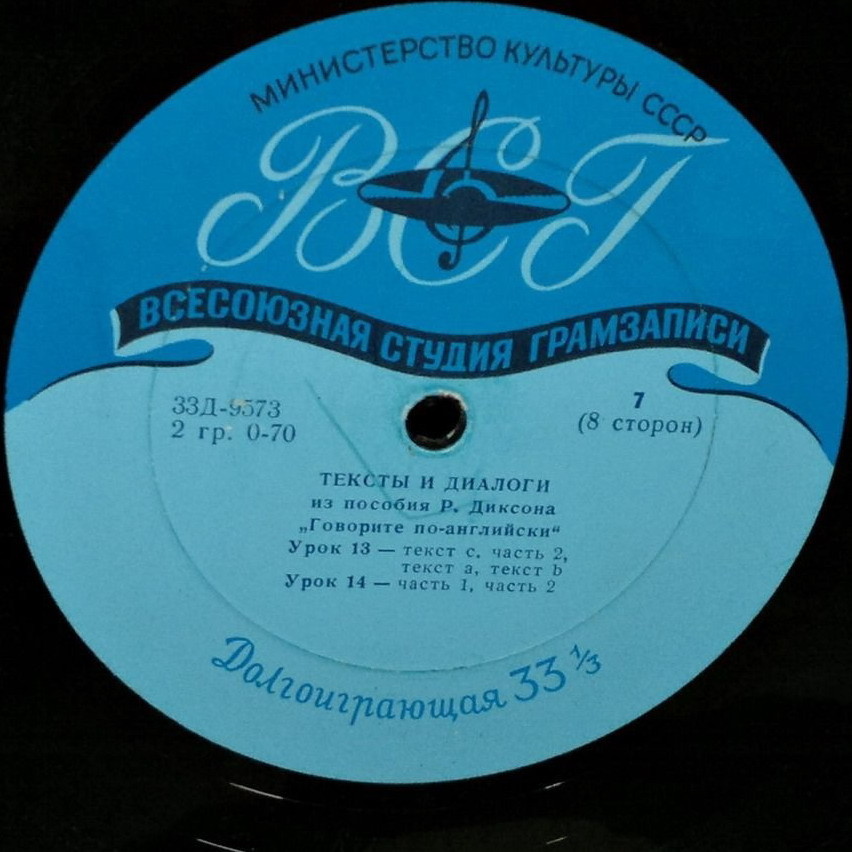 МИНИСТЕРСТВО КУЛЬТУРЫ СССР
ВСГ
ВСЕСОЮЗНАЯ СТУДИЯ ГРАМЗАПИСИ
33Д-9573
2 гр. 0-70
7
(8 сторон)
ТЕКСТЫ И ДИАЛОГИ
из пособия Р. Диксона
„Говорите по-английски“
Урок 13 — текст c, часть 2,
текст a, текст b
Урок 14 — часть 1, часть 2
Долгоиграющая 33 1/3